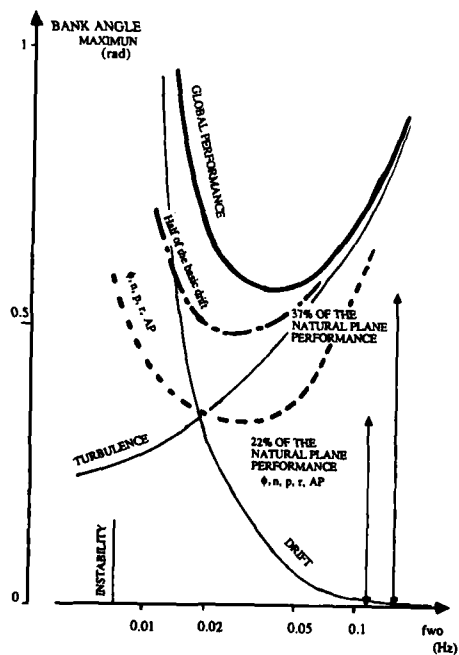 BANK ANGLE
MAXIMUN
(rad)
1
GLOBAL PERFORMANCE
Half of the basic drift
ϕ, n, p, r, AP
0.5
37% OF THE
NATURAL PLANE
PERFORMANCE
22% OF THE
NATURAL PLANE
PERFORMANCE
ϕ, n, p, r, AP
TURBULENCE
INSTABILITY
DRIFT
0
0.01
0.02
0.05
0.1
fwo
(Hz)